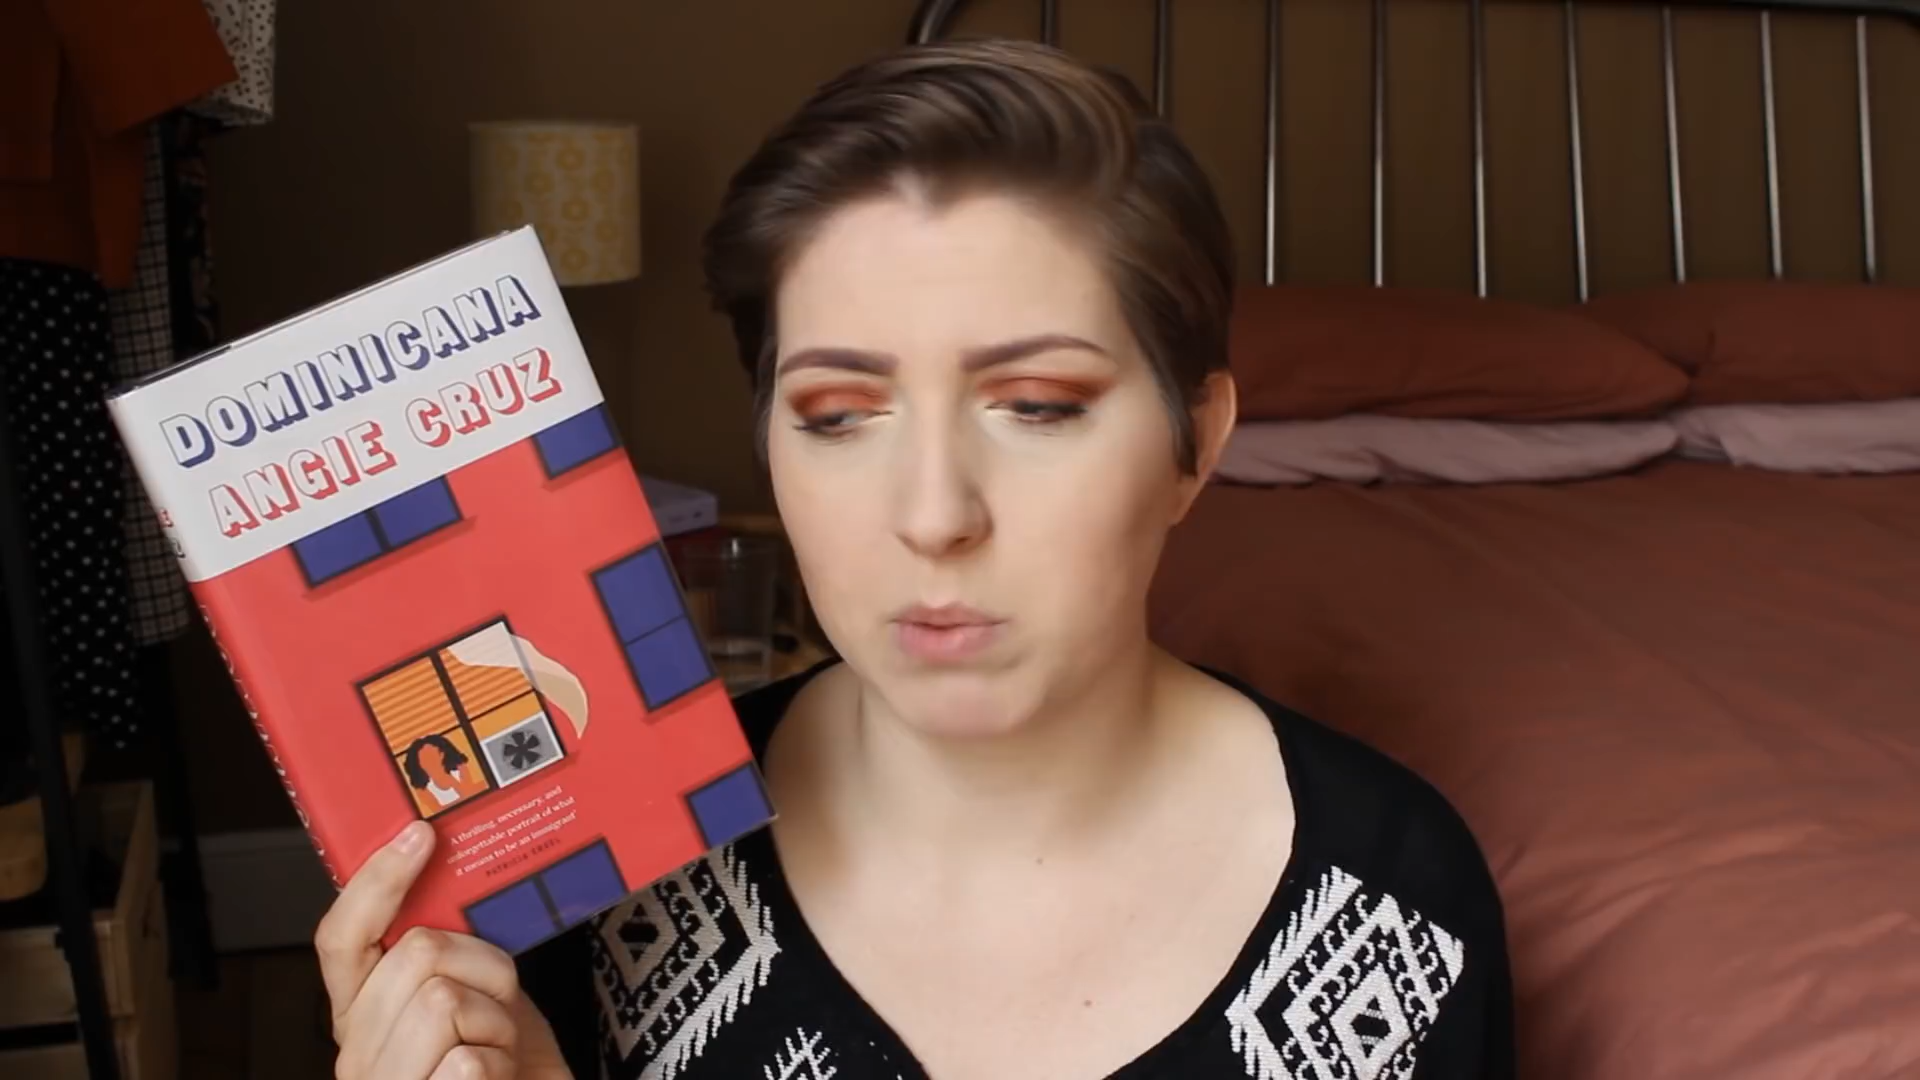 DOMINICANA
ANGIE CRUZ
'A thrilling, necessary, and
unforgettable portrait of what
it means to be an immigrant'
PATRICIA ENGEL